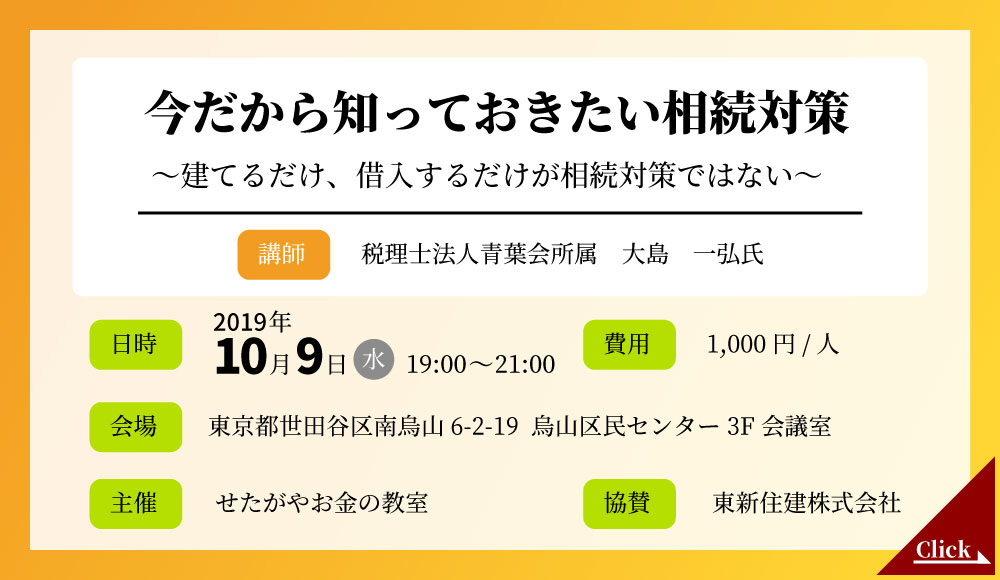 今だから知っておきたい相続対策
～建てるだけ、借入するだけが相続対策ではない～
講師 税理士法人青葉会所属 大島 一弘氏
日時 2019年
10月9日 水 19:00～21:00
費用 1,000 円 / 人
会場 東京都世田谷区南烏山 6-2-19 烏山区民センター 3F 会議室
主催 せたがやお金の教室
協賛 東新住建株式会社
Click